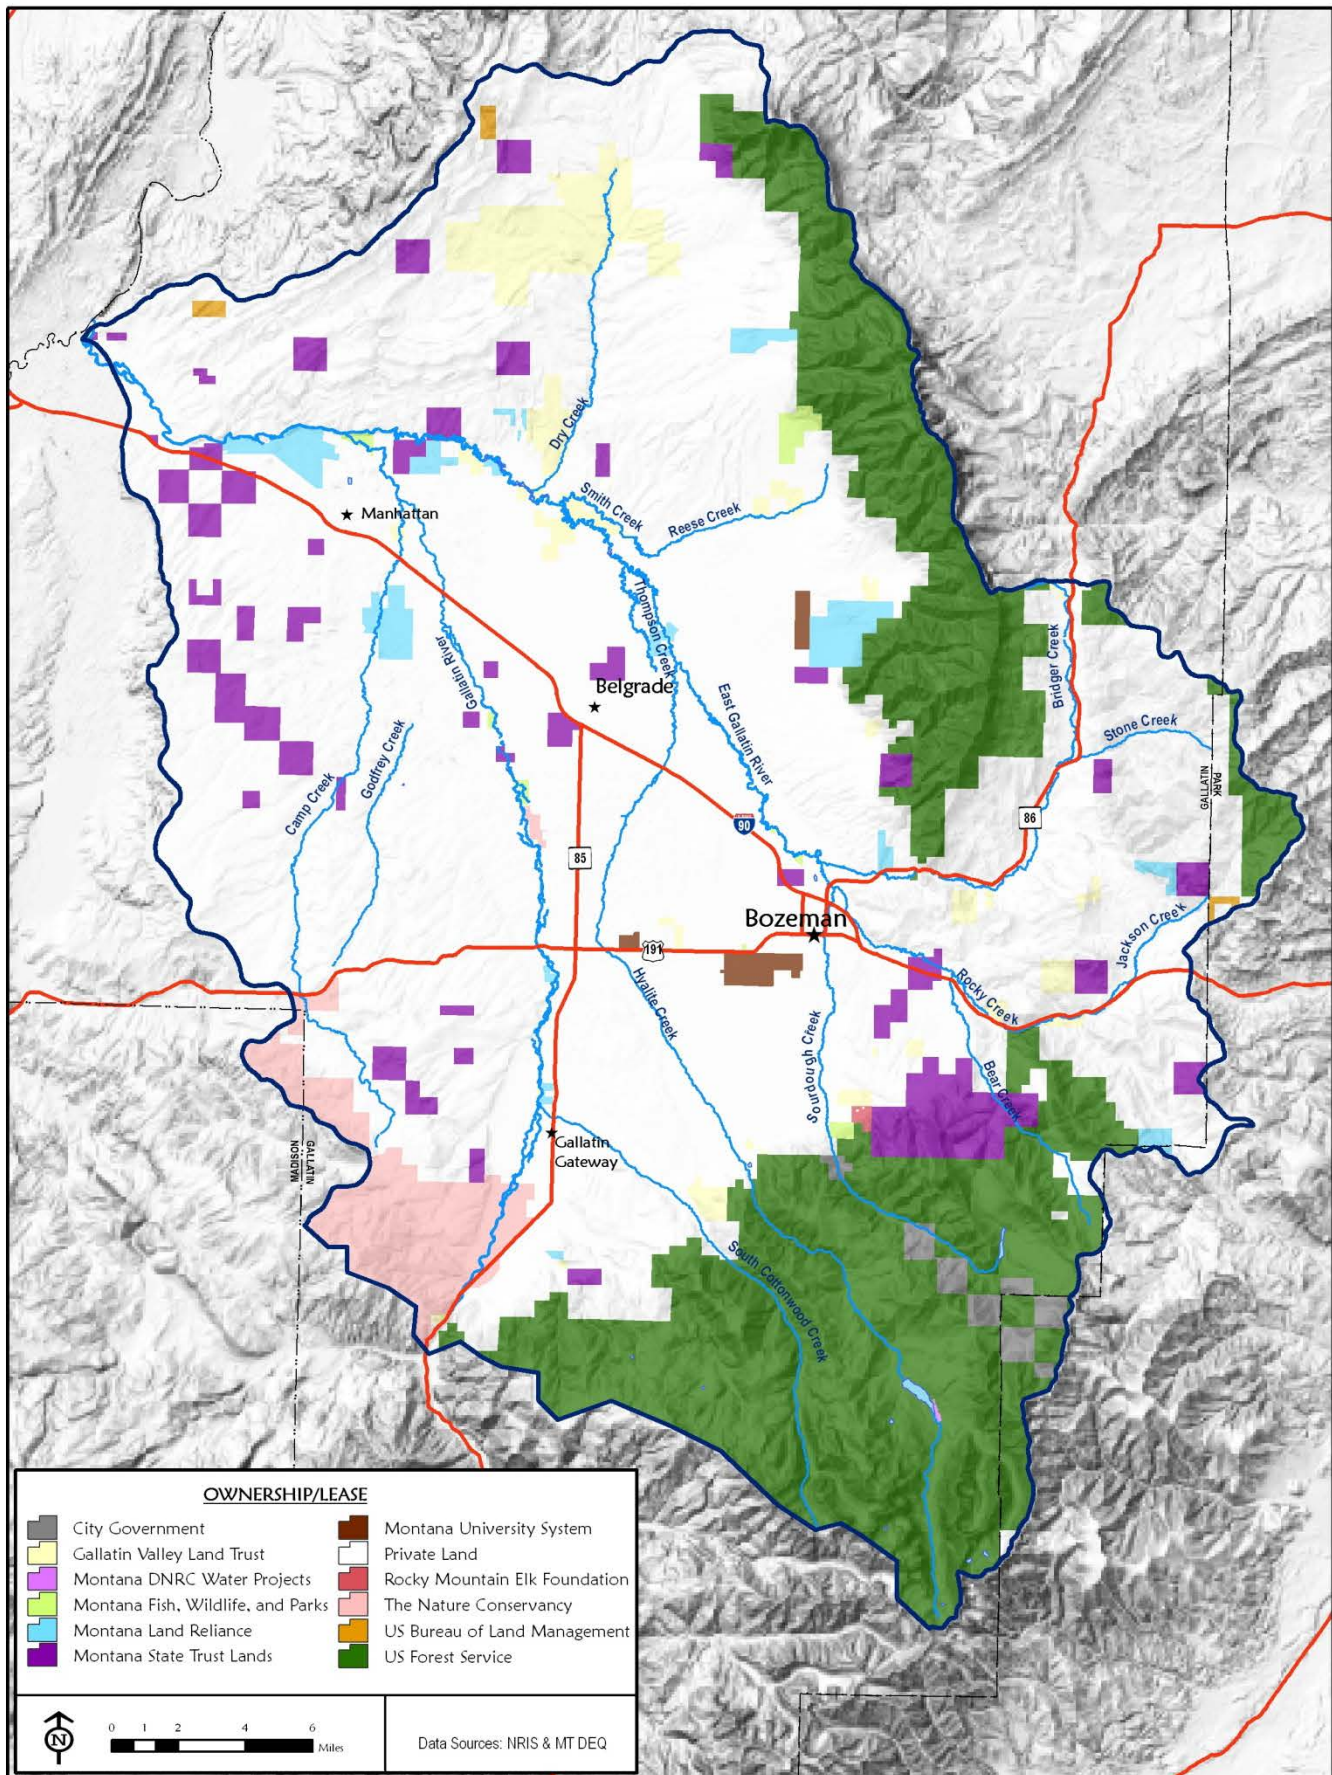 Dry Creek
Smith Creek
Reese Creek
Manhattan
Thompson Creek
Gallatin River
Belgrade
Bridger Creek
Stone Creek
East Gallatin River
GALLATIN
PARK
Godfrey Creek
Camp Creek
90
86
85
Bozeman
191
Jackson Creek
Rocky Creek
Hyalite Creek
Sourdough Creek
Bear Creek
MADISON
GALLATIN
Gallatin
Gateway
South Cottonwood Creek
OWNERSHIP/LEASE
City Government
Gallatin Valley Land Trust
Montana DNRC Water Projects
Montana Fish, Wildlife, and Parks
Montana Land Reliance
Montana State Trust Lands
Montana University System
Private Land
Rocky Mountain Elk Foundation
The Nature Conservancy
US Bureau of Land Management
US Forest Service
N
0 1 2 4 6
Miles
Data Sources: NRIS & MT DEQ